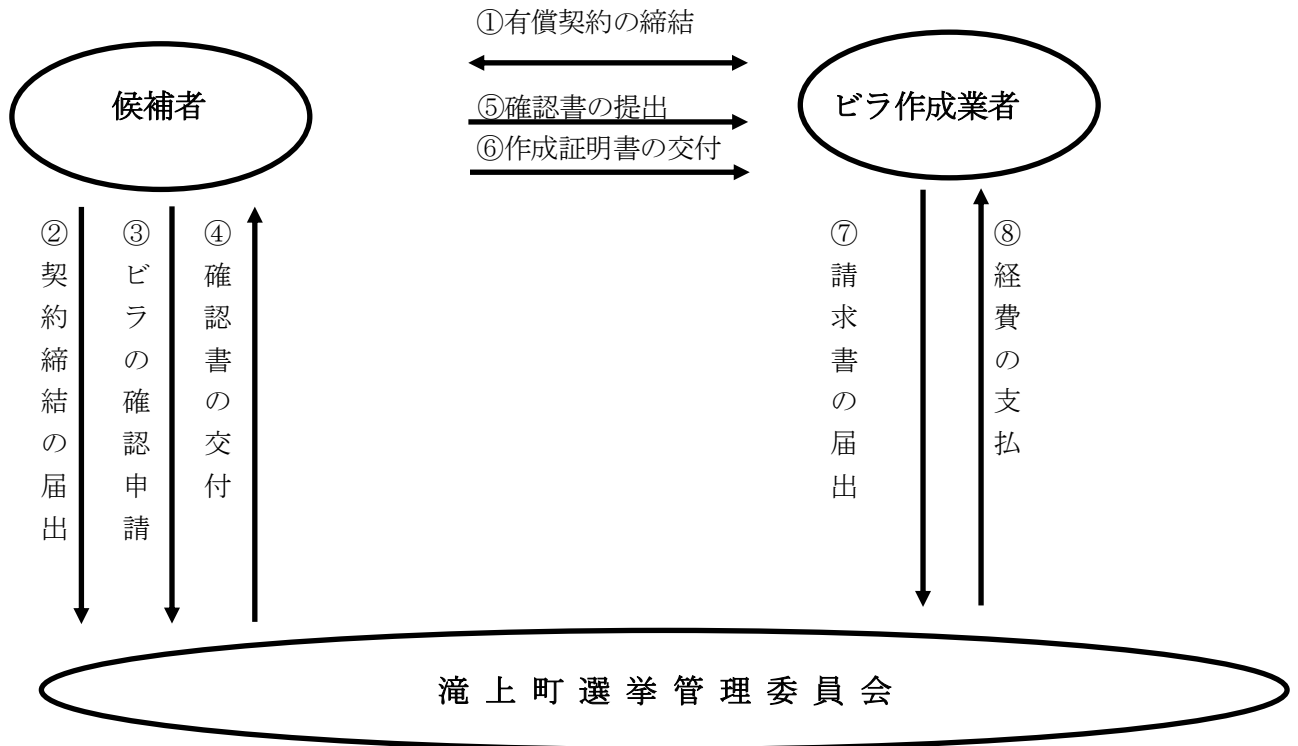 ①有償契約の締結
候補者
ビラ作成業者
⑤確認書の提出
⑥作成証明書の交付
②契約締結の届出
③ビラの確認申請
④確認書の交付
⑦請求書の届出
⑧経費の支払
滝上町選挙管理委員会